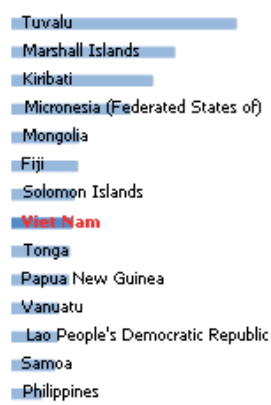 Tuvalu
Marshall Islands
Kiribati
Micronesia (Federated States of)
Mongolia
Fiji
Solomon Islands
Viet Nam
Tonga
Papua New Guinea
Vanuatu
Lao People's Democratic Republic
Samoa
Philippines